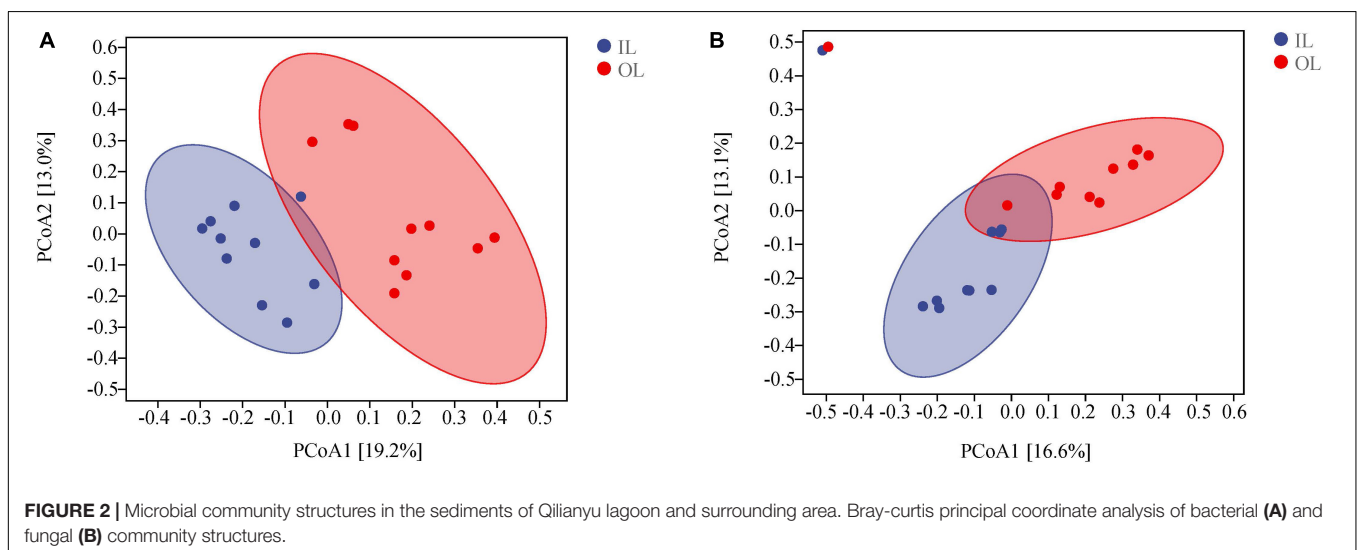 A
0.6
0.5
0.4
0.3
0.2
0.1
0.0
-0.1
-0.2
-0.3
-0.4
-0.5
PCoA2 [13.0%]
-0.4 -0.3 -0.2 -0.1 0.0 0.1 0.2 0.3 0.4 0.5
PCoA1 [19.2%]
IL
OL
B
0.5
0.4
0.3
0.2
0.1
0.0
-0.1
-0.2
-0.3
-0.4
-0.5
PCoA2 [13.1%]
-0.5 -0.4 -0.3 -0.2 -0.1 0.0 0.1 0.2 0.3 0.4 0.5 0.6
PCoA1 [16.6%]
IL
OL
FIGURE 2 | Microbial community structures in the sediments of Qilianyu lagoon and surrounding area. Bray-curtis principal coordinate analysis of bacterial (A) and
fungal (B) community structures.